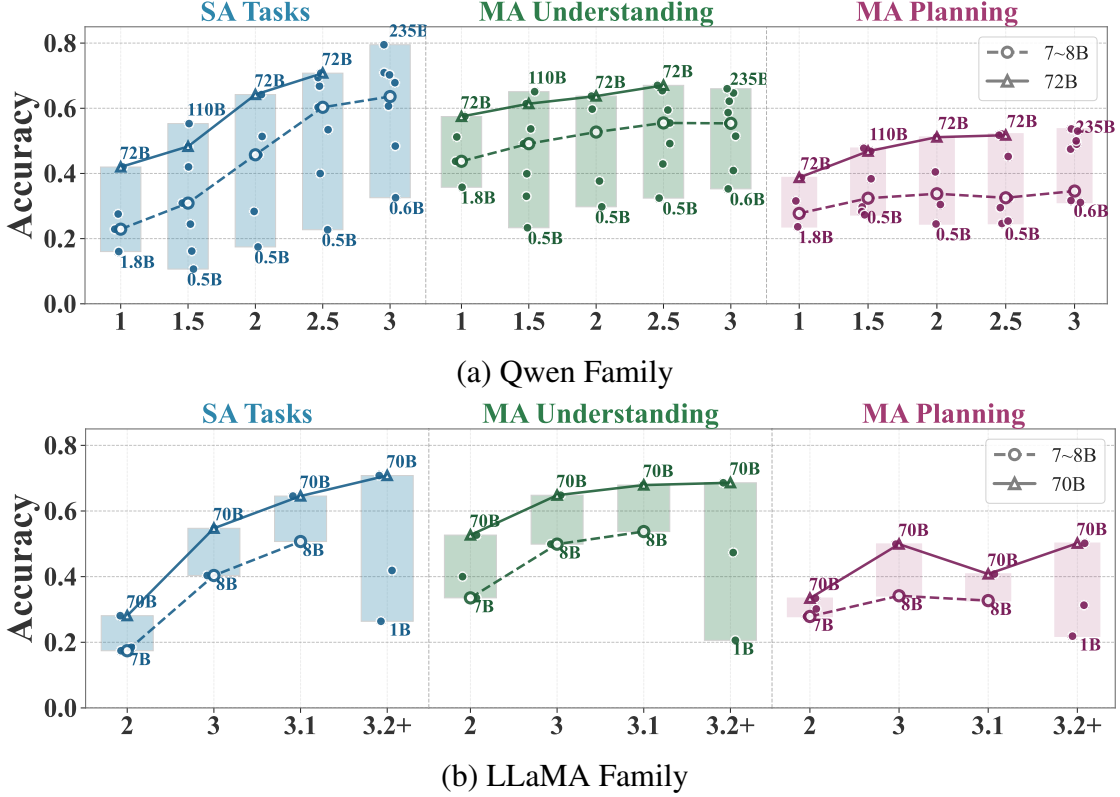 SA Tasks MA Understanding MA Planning
Accuracy
0.8
0.6
0.4
0.2
0.0
72B 110B 72B 72B 235B
1.8B 0.5B 0.5B 0.5B 0.6B
72B 110B 72B 72B 235B
1.8B 0.5B 0.5B 0.5B 0.6B
72B 110B 72B 72B 235B
1.8B 0.5B 0.5B 0.5B 0.6B
7~8B
72B
1 1.5 2 2.5 3 1 1.5 2 2.5 3 1 1.5 2 2.5 3
(a) Qwen Family
SA Tasks MA Understanding MA Planning
Accuracy
0.8
0.6
0.4
0.2
0.0
70B 70B 70B 70B
7B 8B 8B 1B
70B 70B 70B 70B
7B 8B 8B 1B
70B 70B 70B 70B
7B 8B 8B 1B
7~8B
70B
2 3 3.1 3.2+ 2 3 3.1 3.2+ 2 3 3.1 3.2+
(b) LLaMA Family